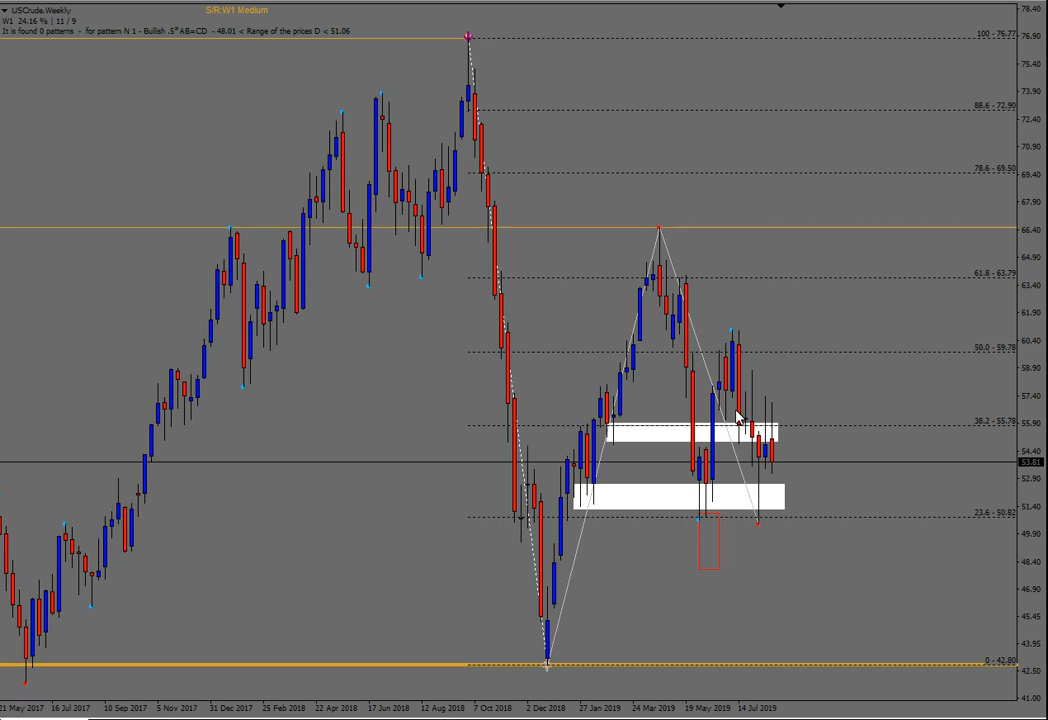 USCrude,Weekly
S/R:W1 Medium
W1 24.16 % | 11 / 9
It is found 0 patterns - for pattern N 1 - Bullish .5*AB=CD - 48.01 < Range of the prices D < 51.06
100 - 76.77
88.6 - 72.90
78.6 - 69.50
61.8 - 63.79
50.0 - 59.78
38.2 - 55.78
23.6 - 50.82
0 - 42.80
78.40
76.90
75.40
73.90
72.40
70.90
69.40
67.90
66.40
64.90
63.40
61.90
60.40
58.90
57.40
55.90
54.40
53.81
52.90
51.40
49.90
48.40
46.90
45.45
43.95
42.50
41.00
21 May 2017 16 Jul 2017 10 Sep 2017 5 Nov 2017 31 Dec 2017 25 Feb 2018 22 Apr 2018 17 Jun 2018 12 Aug 2018 7 Oct 2018 2 Dec 2018 27 Jan 2019 24 Mar 2019 19 May 2019 14 Jul 2019